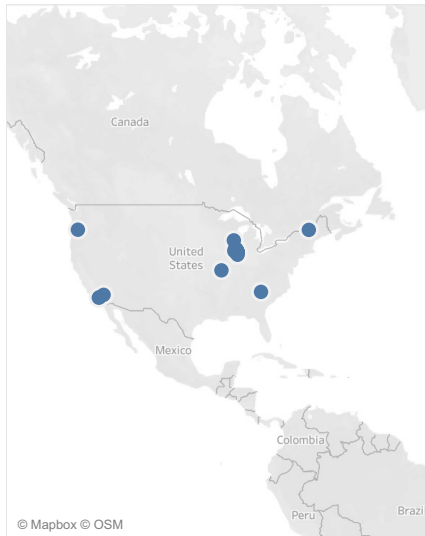 Canada
United
States
Mexico
Colombia
Peru
Brazi
© Mapbox © OSM